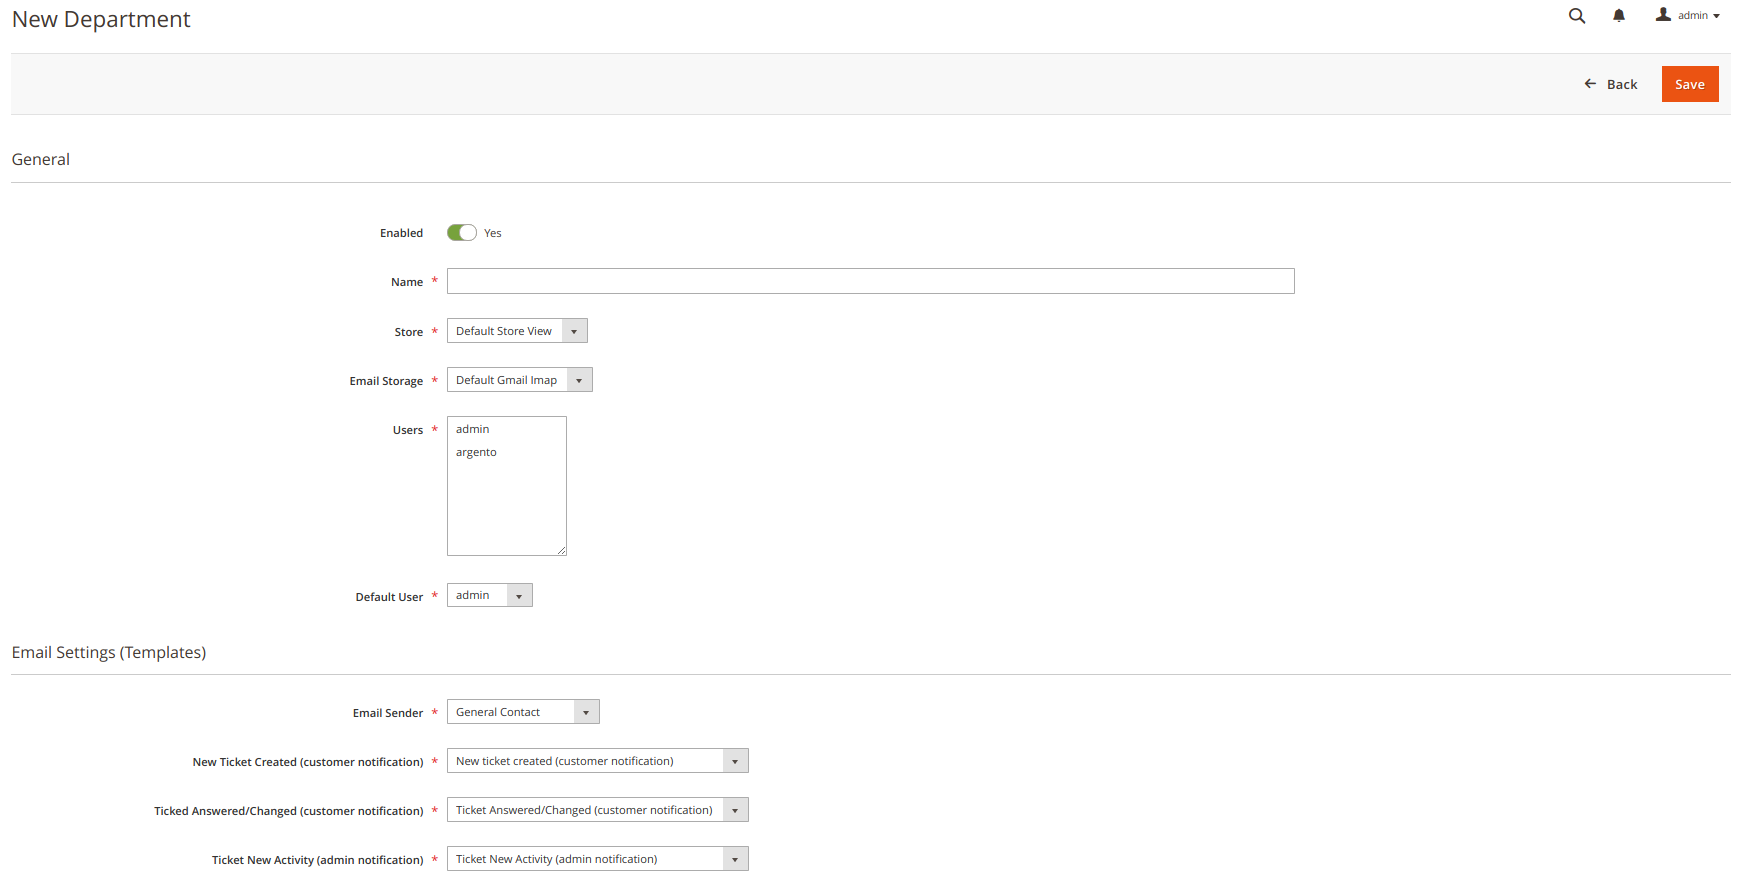 New Department
admin
Back
Save
General
Enabled Yes
Name *
Store * Default Store View
Email Storage * Default Gmail Imap
Users * admin
argento
Default User * admin
Email Settings (Templates)
Email Sender * General Contact
New Ticket Created (customer notification) * New ticket created (customer notification)
Ticked Answered/Changed (customer notification) * Ticket Answered/Changed (customer notification)
Ticket New Activity (admin notification) * Ticket New Activity (admin notification)